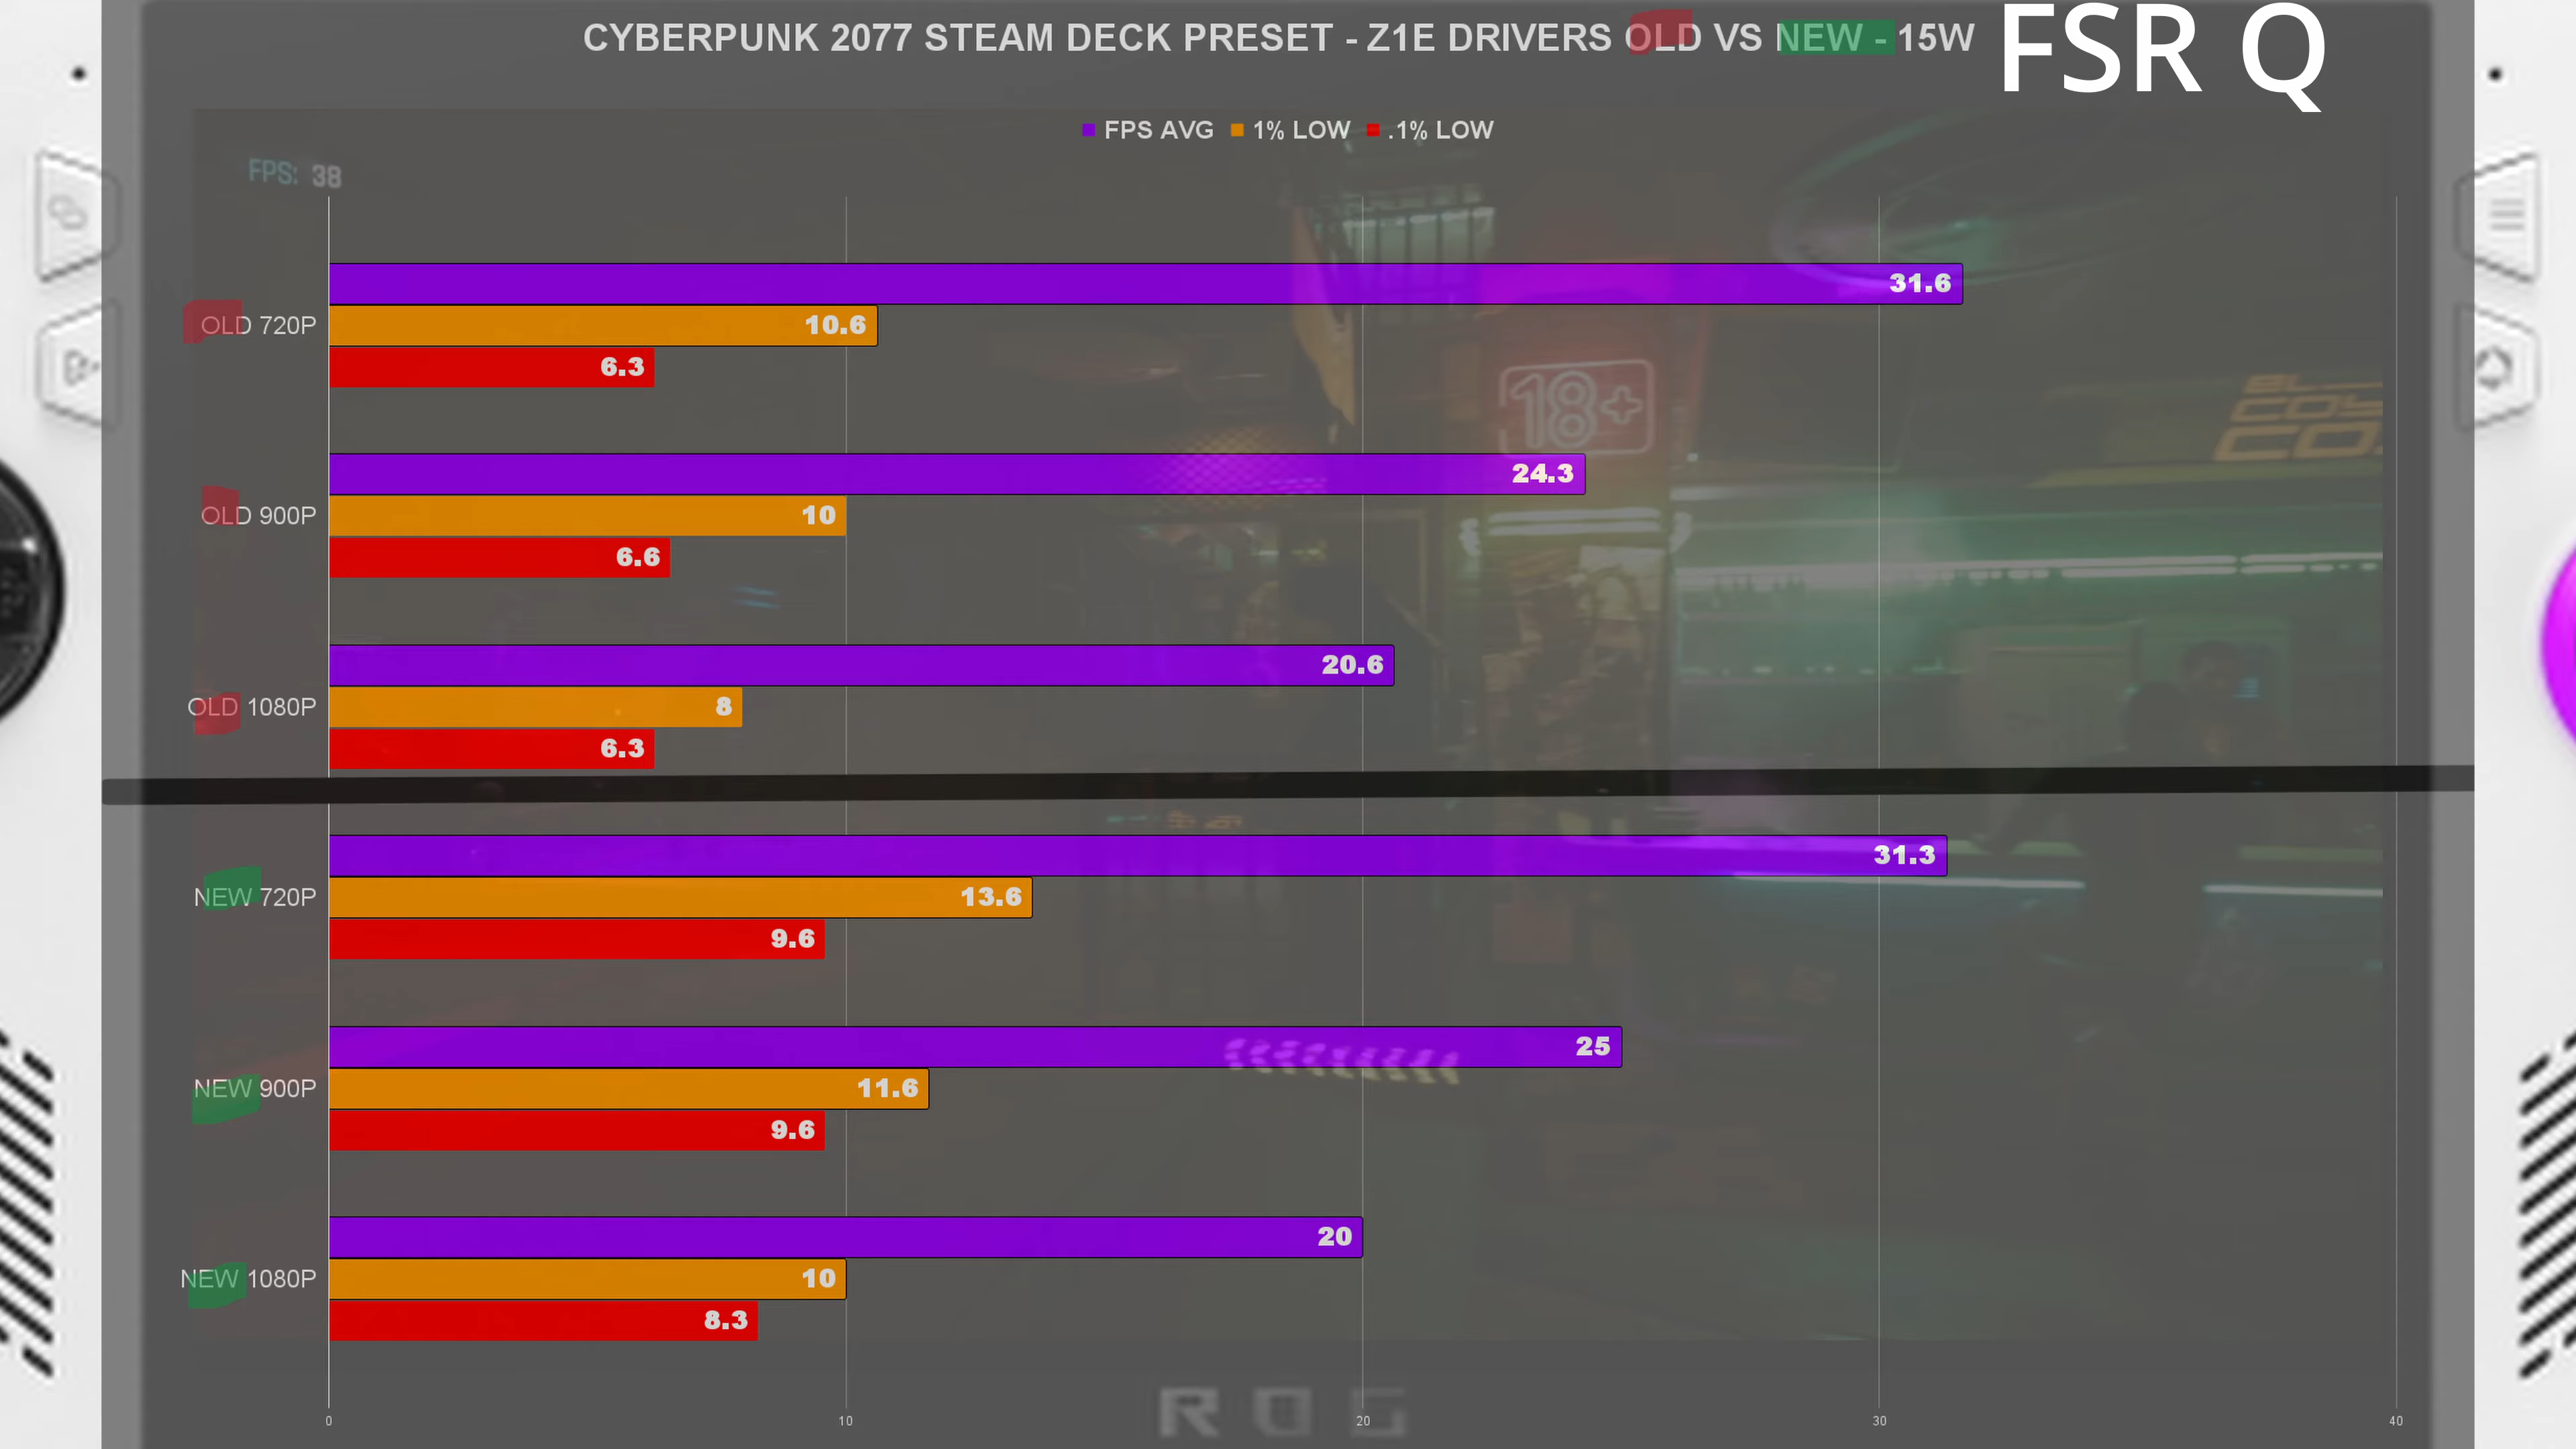 CYBERPUNK 2077 STEAM DECK PRESET - Z1E DRIVERS OLD VS NEW - 15W
FSR Q
FPS AVG 1% LOW .1% LOW
FPS: 38
31.6
OLD 720P
10.6
6.3
18+
24.3
OLD 900P
10
6.6
20.6
OLD 1080P
8
6.3
31.3
NEW 720P
13.6
9.6
25
NEW 900P
11.6
9.6
20
NEW 1080P
10
8.3
ROG
0 10 20 30 40